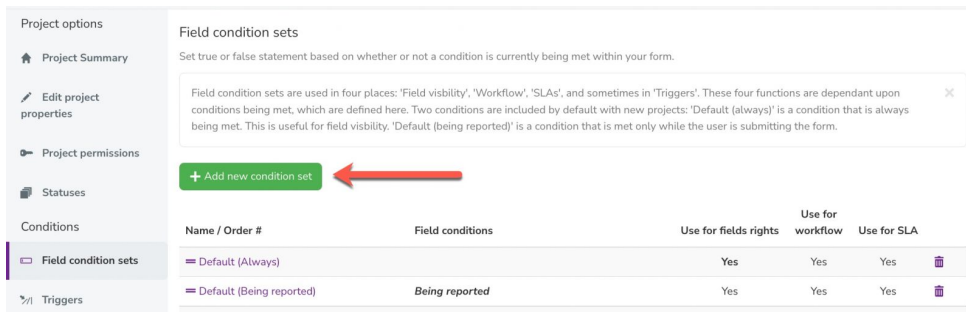 Project options
Project Summary
Edit project
properties
Project permissions
Statuses
Conditions
Field condition sets
Triggers
Field condition sets
Set true or false statement based on whether or not a condition is currently being met within your form.
Field condition sets are used in four places: 'Field visbility', 'Workflow', 'SLAs', and sometimes in 'Triggers'. These four functions are dependant upon
conditions being met, which are defined here. Two conditions are included by default with new projects: 'Default (always)' is a condition that is always
being met. This is useful for field visbility. 'Default (being reported)' is a condition that is met only while the user is submitting the form.
+ Add new condition set
Name / Order # Field conditions Use for fields rights Use for workflow Use for SLA
Default (Always) Yes Yes Yes
Default (Being reported) Being reported Yes Yes Yes